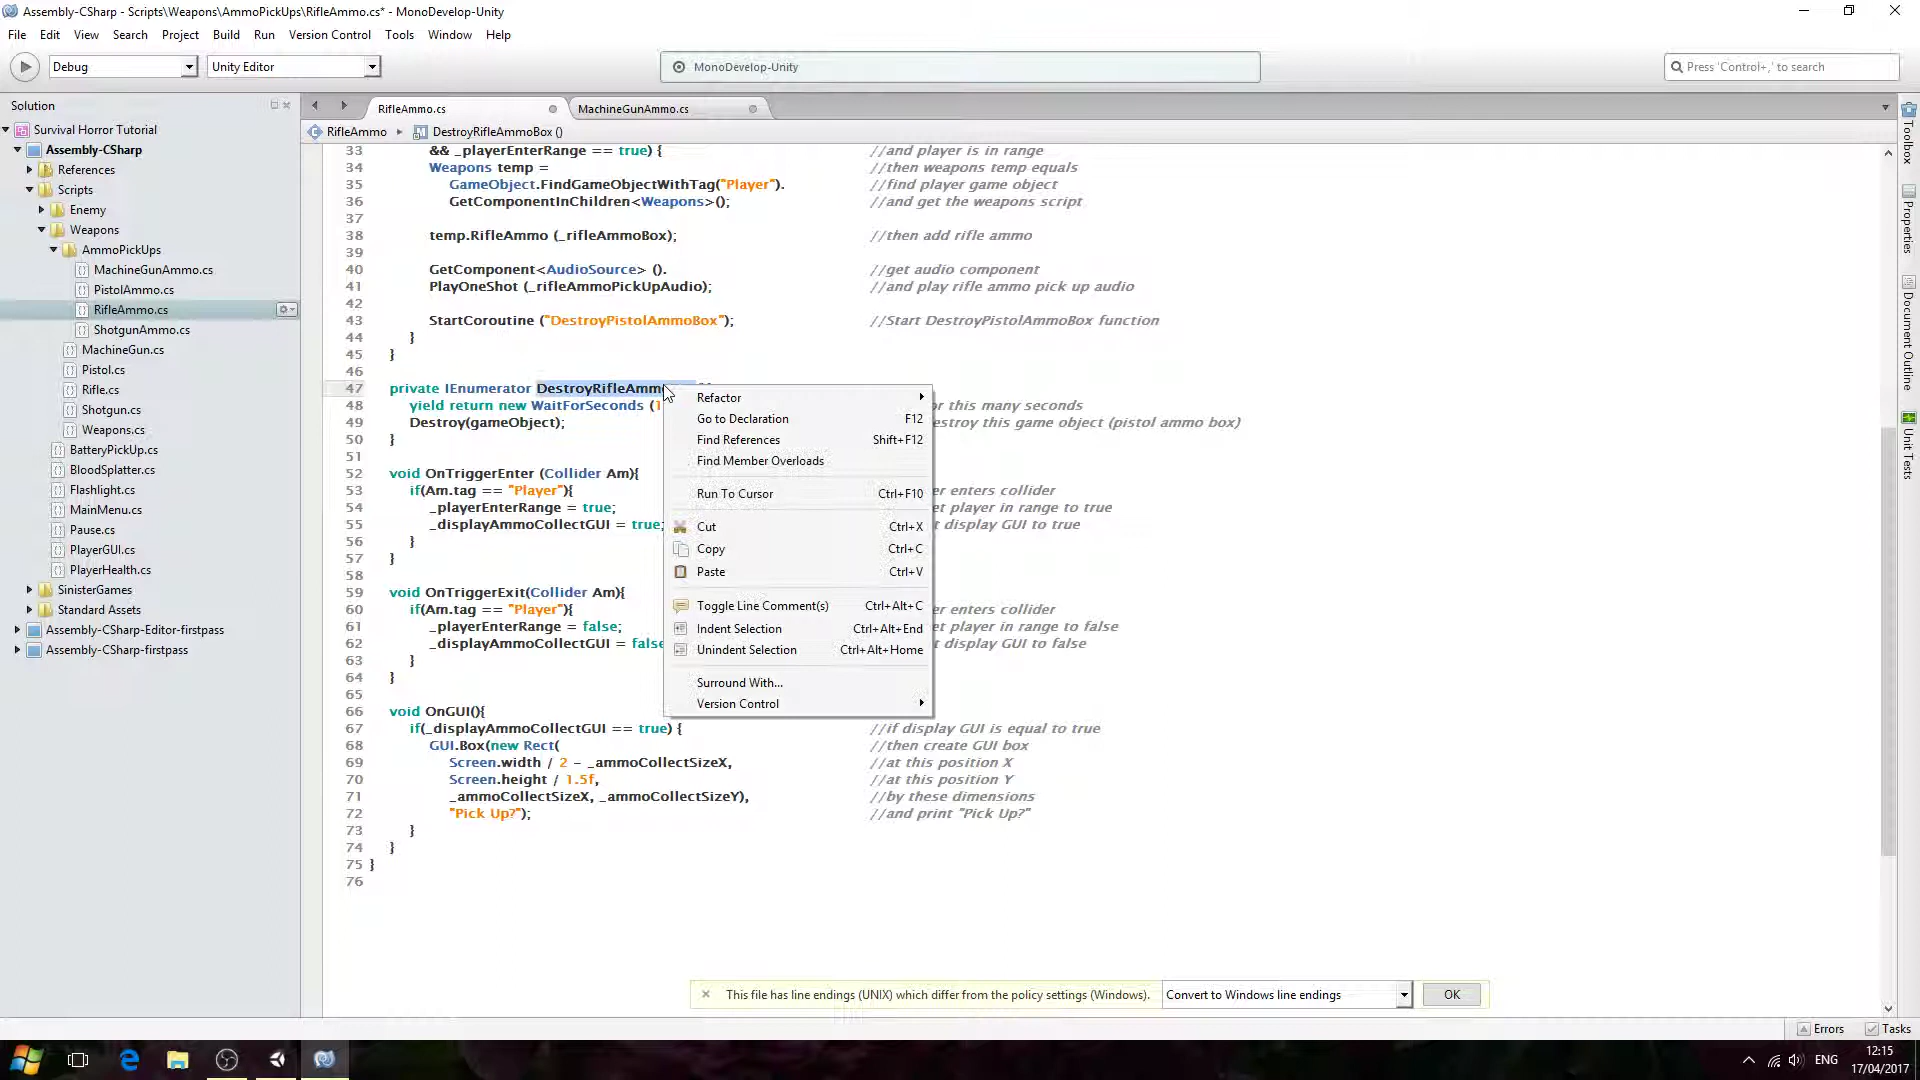 Assembly-CSharp - Scripts\Weapons\AmmoPickUps\RifleAmmo.cs* - MonoDevelop-Unity
File Edit View Search Project Build Run Version Control Tools Window Help
Debug Unity Editor MonoDevelop-Unity Press 'Control+,' to search
Solution
Survival Horror Tutorial
Assembly-CSharp
References
Scripts
Enemy
Weapons
AmmoPickUps
MachineGunAmmo.cs
PistolAmmo.cs
RifleAmmo.cs
ShotgunAmmo.cs
MachineGun.cs
Pistol.cs
Rifle.cs
Shotgun.cs
Weapons.cs
BatteryPickUp.cs
BloodSplatter.cs
Flashlight.cs
MainMenu.cs
Pause.cs
PlayerGUI.cs
PlayerHealth.cs
SinisterGames
Standard Assets
Assembly-CSharp-Editor-firstpass
Assembly-CSharp-firstpass
RifleAmmo.cs MachineGunAmmo.cs
RifleAmmo DestroyRifleAmmoBox ()
33 && _playerEnterRange == true) { //and player is in range
34 Weapons temp = //then weapons temp equals
35 GameObject.FindGameObjectWithTag("Player"). //find player game object
36 GetComponentInChildren<Weapons>(); //and get the weapons script
37
38 temp.RifleAmmo (_rifleAmmoBox); //then add rifle ammo
39
40 GetComponent<AudioSource> (). //get audio component
41 PlayOneShot (_rifleAmmoPickUpAudio); //and play rifle ammo pick up audio
42
43 StartCoroutine ("DestroyPistolAmmoBox"); //Start DestroyPistolAmmoBox function
44 }
45 }
46
47 private IEnumerator DestroyRifleAmm
48 yield return new WaitForSeconds (1 or this many seconds
49 Destroy(gameObject); estroy this game object (pistol ammo box)
50 }
51
52 void OnTriggerEnter (Collider Am){
53 if(Am.tag == "Player"){ er enters collider
54 _playerEnterRange = true; er in range to true
55 _displayAmmoCollectGUI = true; t display GUI to true
56 }
57 }
58
59 void OnTriggerExit(Collider Am){
60 if(Am.tag == "Player"){ er enters collider
61 _playerEnterRange = false; t player in range to false
62 _displayAmmoCollectGUI = false t display GUI to false
63 }
64 }
65
66 void OnGUI(){
67 if(_displayAmmoCollectGUI == true) { //if display GUI is equal to true
68 GUI.Box(new Rect( //then create GUI box
69 Screen.width / 2 - _ammoCollectSizeX, //at this position X
70 Screen.height / 1.5f, //at this position Y
71 _ammoCollectSizeX, _ammoCollectSizeY), //by these dimensions
72 "Pick Up?"); //and print "Pick Up?"
73 }
74 }
75 }
76
Refactor
Go to Declaration F12
Find References Shift+F12
Find Member Overloads
Run To Cursor Ctrl+F10
Cut Ctrl+X
Copy Ctrl+C
Paste Ctrl+V
Toggle Line Comment(s) Ctrl+Alt+C
Indent Selection Ctrl+Alt+End
Unindent Selection Ctrl+Alt+Home
Surround With...
Version Control
Toolbox
Properties
Document Outline
Unit Tests
This file has line endings (UNIX) which differ from the policy settings (Windows). Convert to Windows line endings OK
Errors Tasks
ENG
12:15
17/04/2017